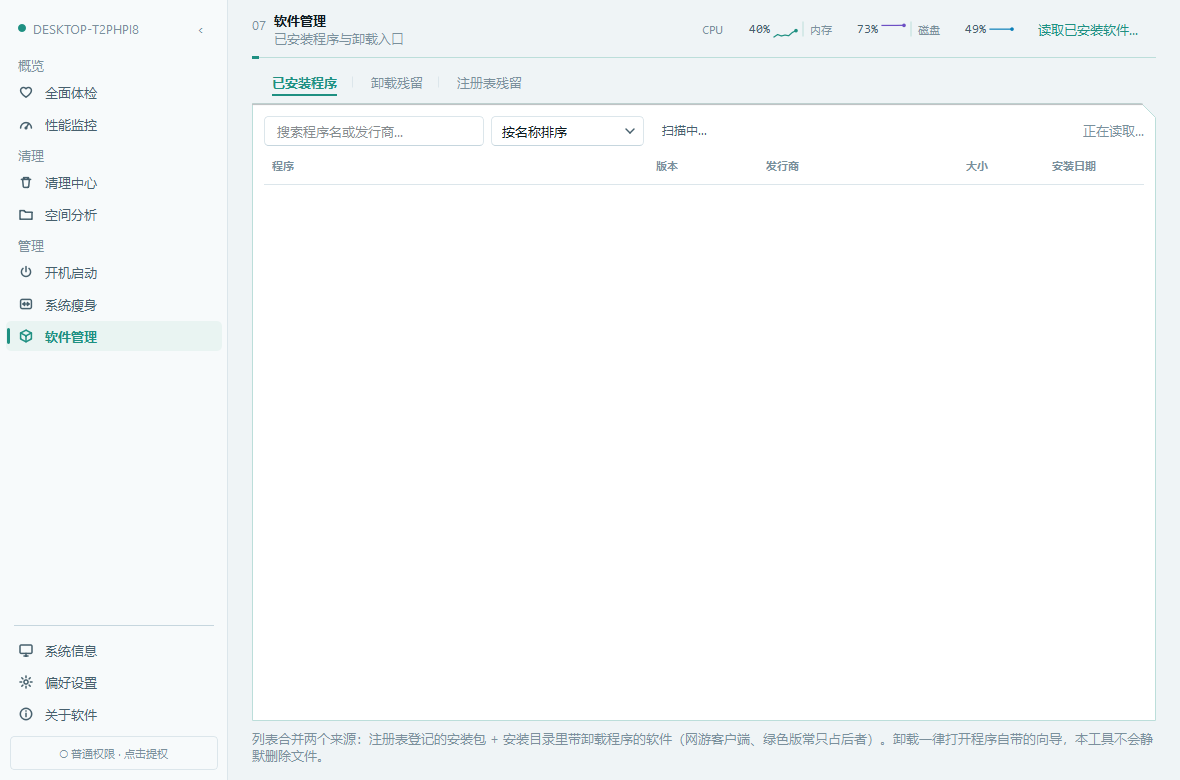 DESKTOP-T2PHPI8
概览
全面体检
性能监控
清理
清理中心
空间分析
管理
开机启动
系统瘦身
软件管理
系统信息
偏好设置
关于软件
普通权限 · 点击提权
07 软件管理
已安装程序与卸载入口
CPU 40% 内存 73% 磁盘 49% 读取已安装软件...
已安装程序 卸载残留 注册表残留
搜索程序名或发行商... 按名称排序 扫描中... 正在读取...
程序 版本 发行商 大小 安装日期
列表合并两个来源：注册表登记的安装包 + 安装目录里带卸载程序的软件（网游客户端、绿色版常只占后者）。卸载一律打开程序自带的向导，本工具不会静
默删除文件。